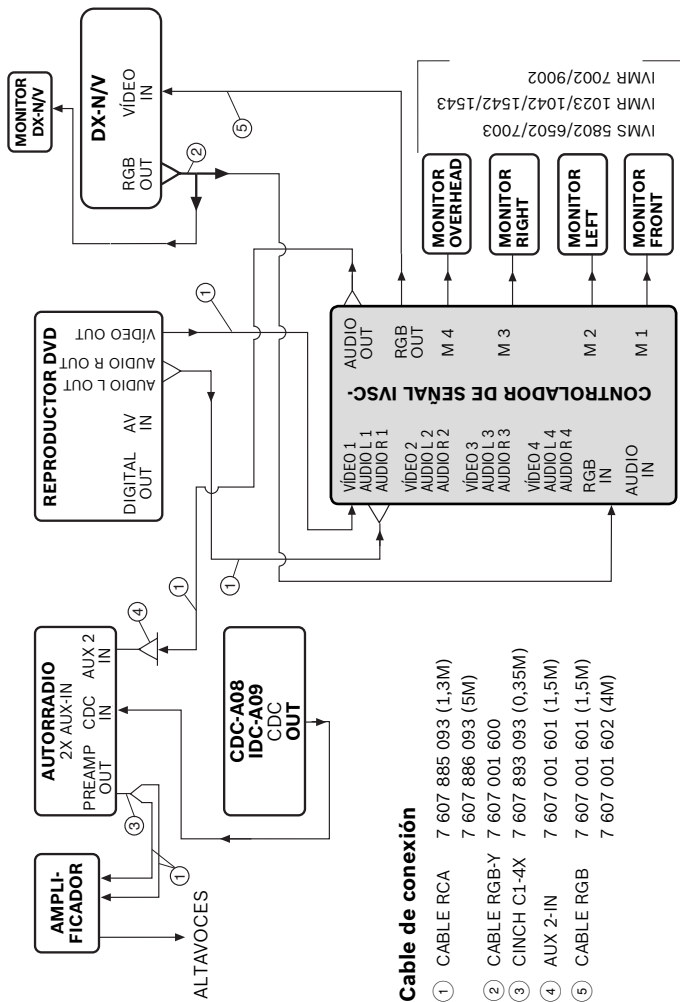 MONITOR
DX-N/V
DX-N/V
RGB
OUT
VÍDEO
IN
②
⑤
REPRODUCTOR DVD
DIGITAL
OUT
AV
IN
AUDIO L OUT
AUDIO R OUT
VÍDEO OUT
①
①
①
AUTORRADIO
2X AUX-IN
PREAMP
OUT
CDC
IN
AUX 2
IN
③
④
①
AMPLI-
FICADOR
ALTAVOCES
CDC-A08
IDC-A09
CDC
OUT
CONTROLADOR DE SEÑAL IVSC-
VÍDEO 1
AUDIO L 1
AUDIO R 1
VÍDEO 2
AUDIO L 2
AUDIO R 2
VÍDEO 3
AUDIO L 3
AUDIO R 3
VÍDEO 4
AUDIO L 4
AUDIO R 4
RGB
IN
AUDIO
IN
AUDIO
OUT
RGB
OUT
M 4
M 3
M 2
M 1
MONITOR
OVERHEAD
MONITOR
RIGHT
MONITOR
LEFT
MONITOR
FRONT
IVMS 5802/6502/7003
IVMR 1023/1042/1542/1543
IVMR 7002/9002
Cable de conexión
① CABLE RCA 7 607 885 093 (1,3M)
7 607 886 093 (5M)
② CABLE RGB-Y 7 607 001 600
③ CINCH C1-4X 7 607 893 093 (0,35M)
④ AUX 2-IN 7 607 001 601 (1,5M)
⑤ CABLE RGB 7 607 001 601 (1,5M)
7 607 001 602 (4M)